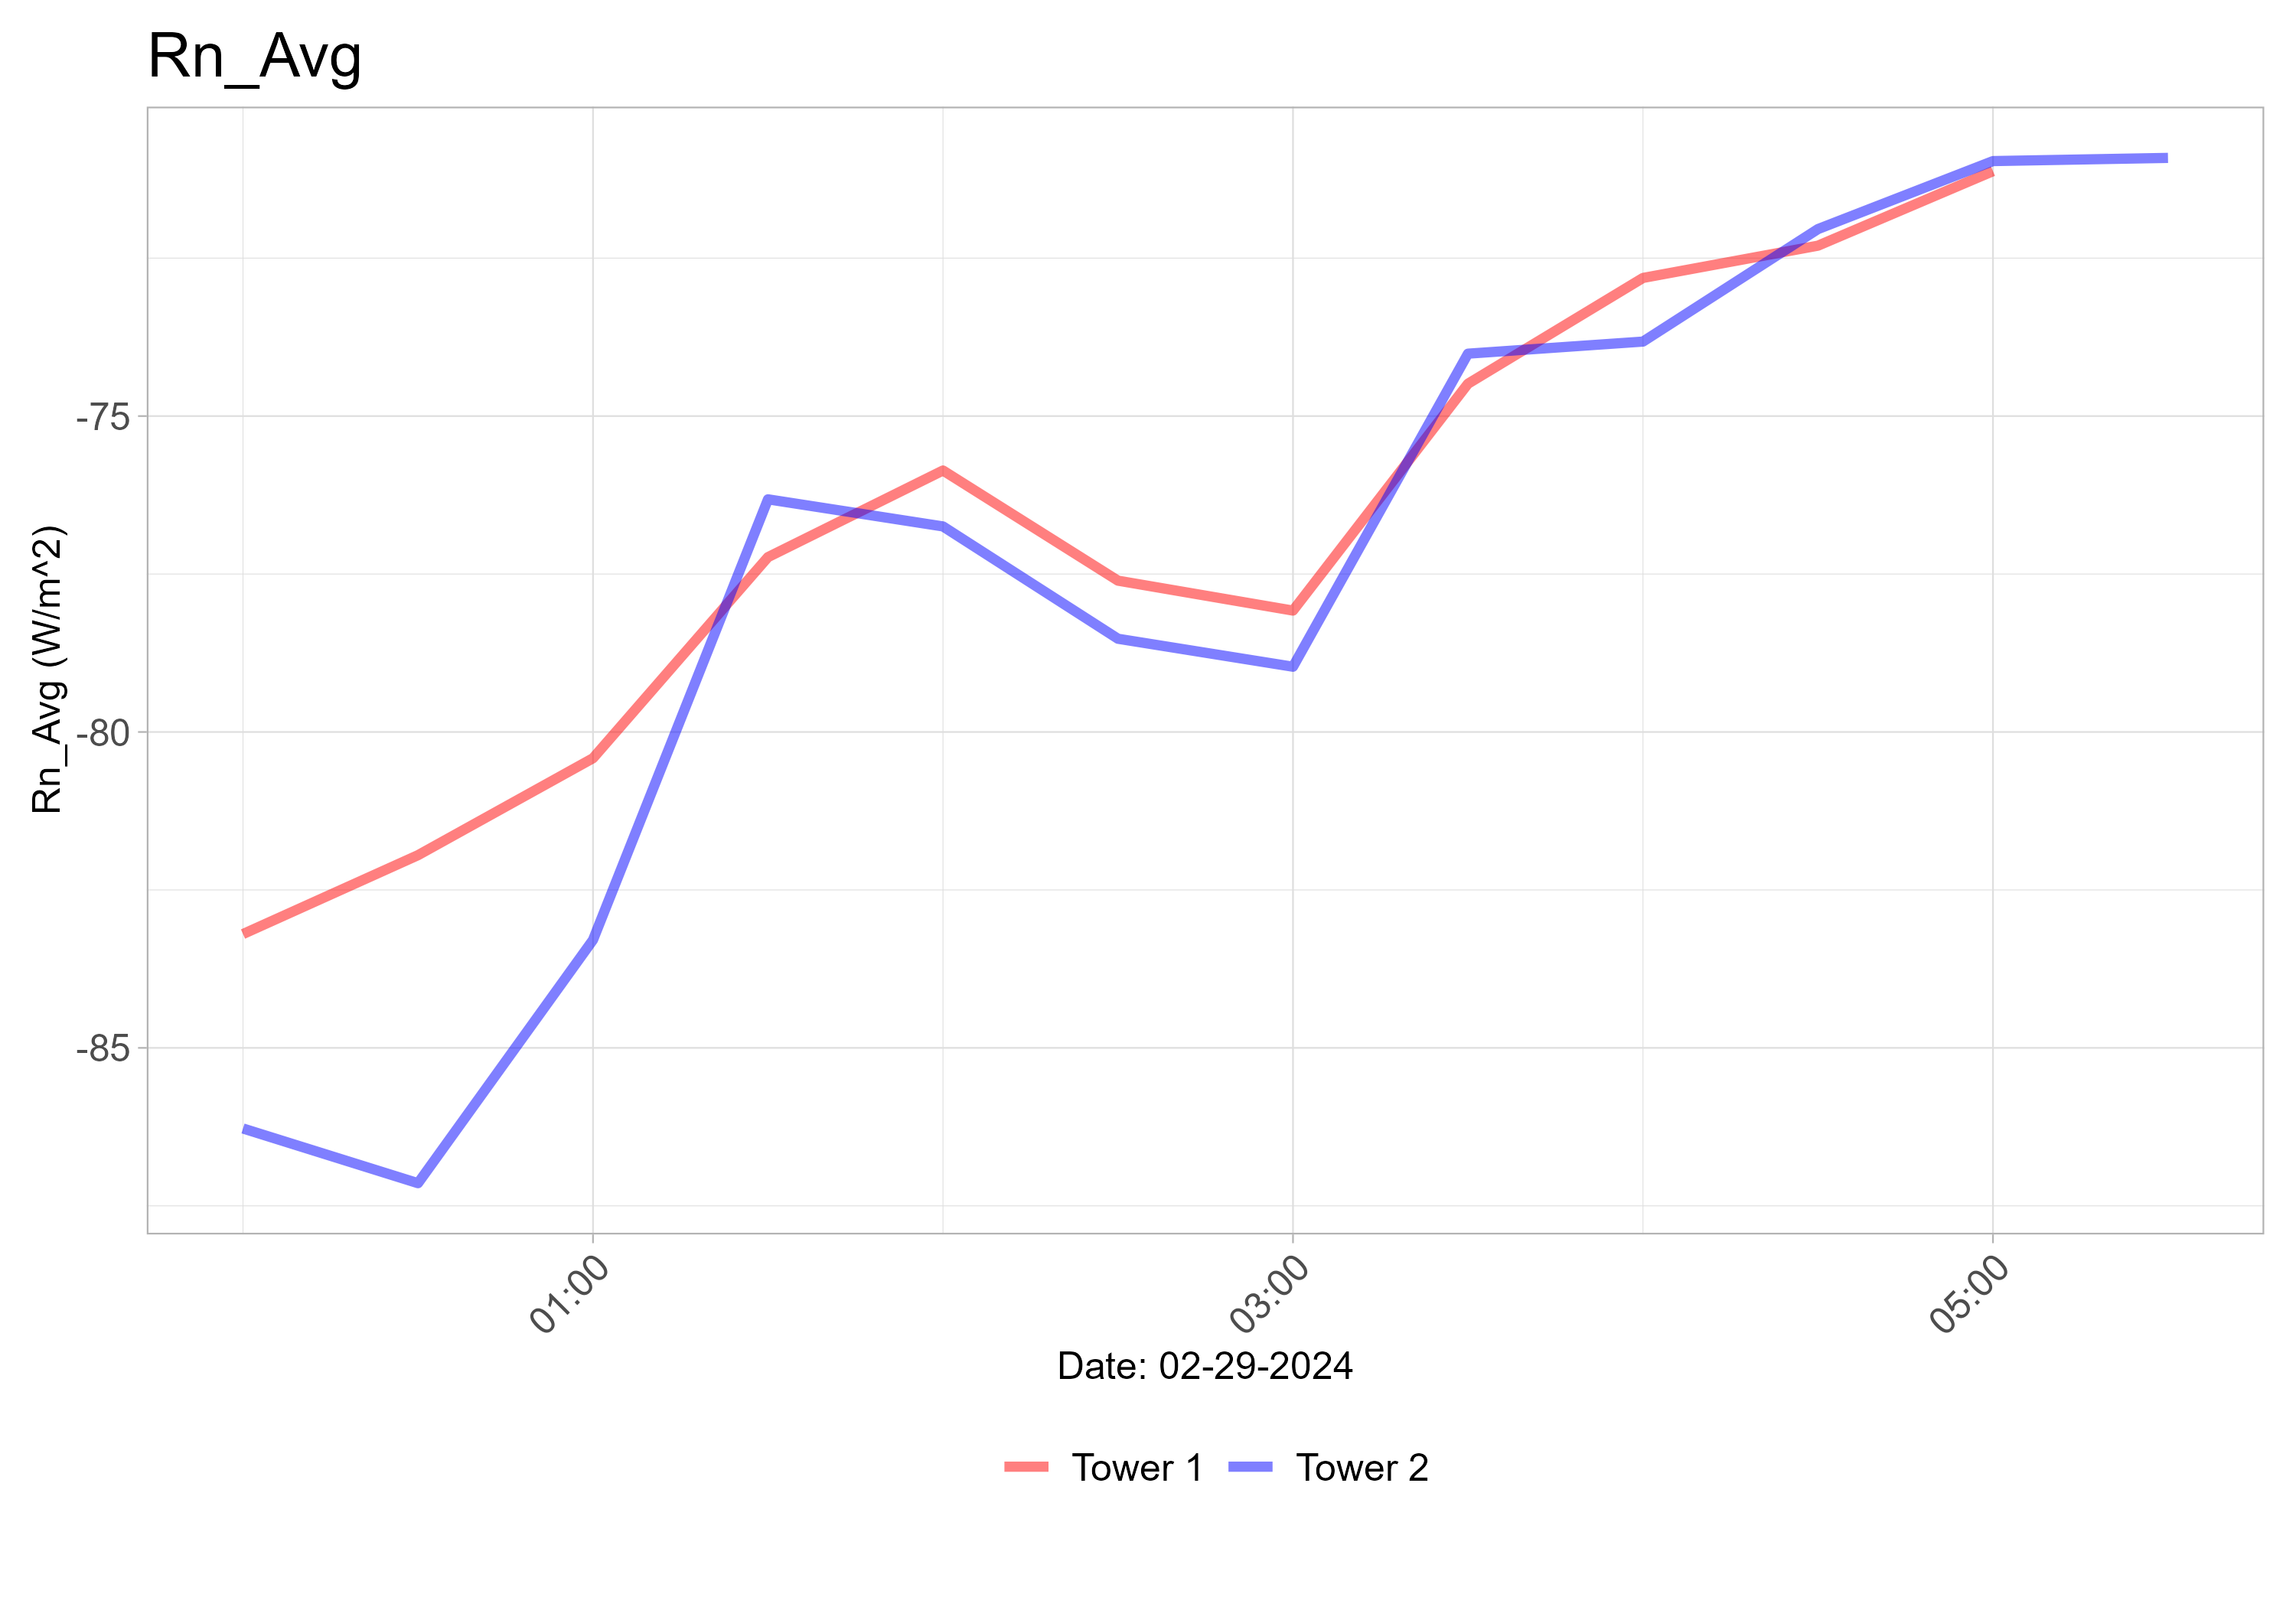 Rn_Avg
Rn_Avg (W/m^2)
-75
-80
-85
01:00
03:00
05:00
Date: 02-29-2024
Tower 1
Tower 2